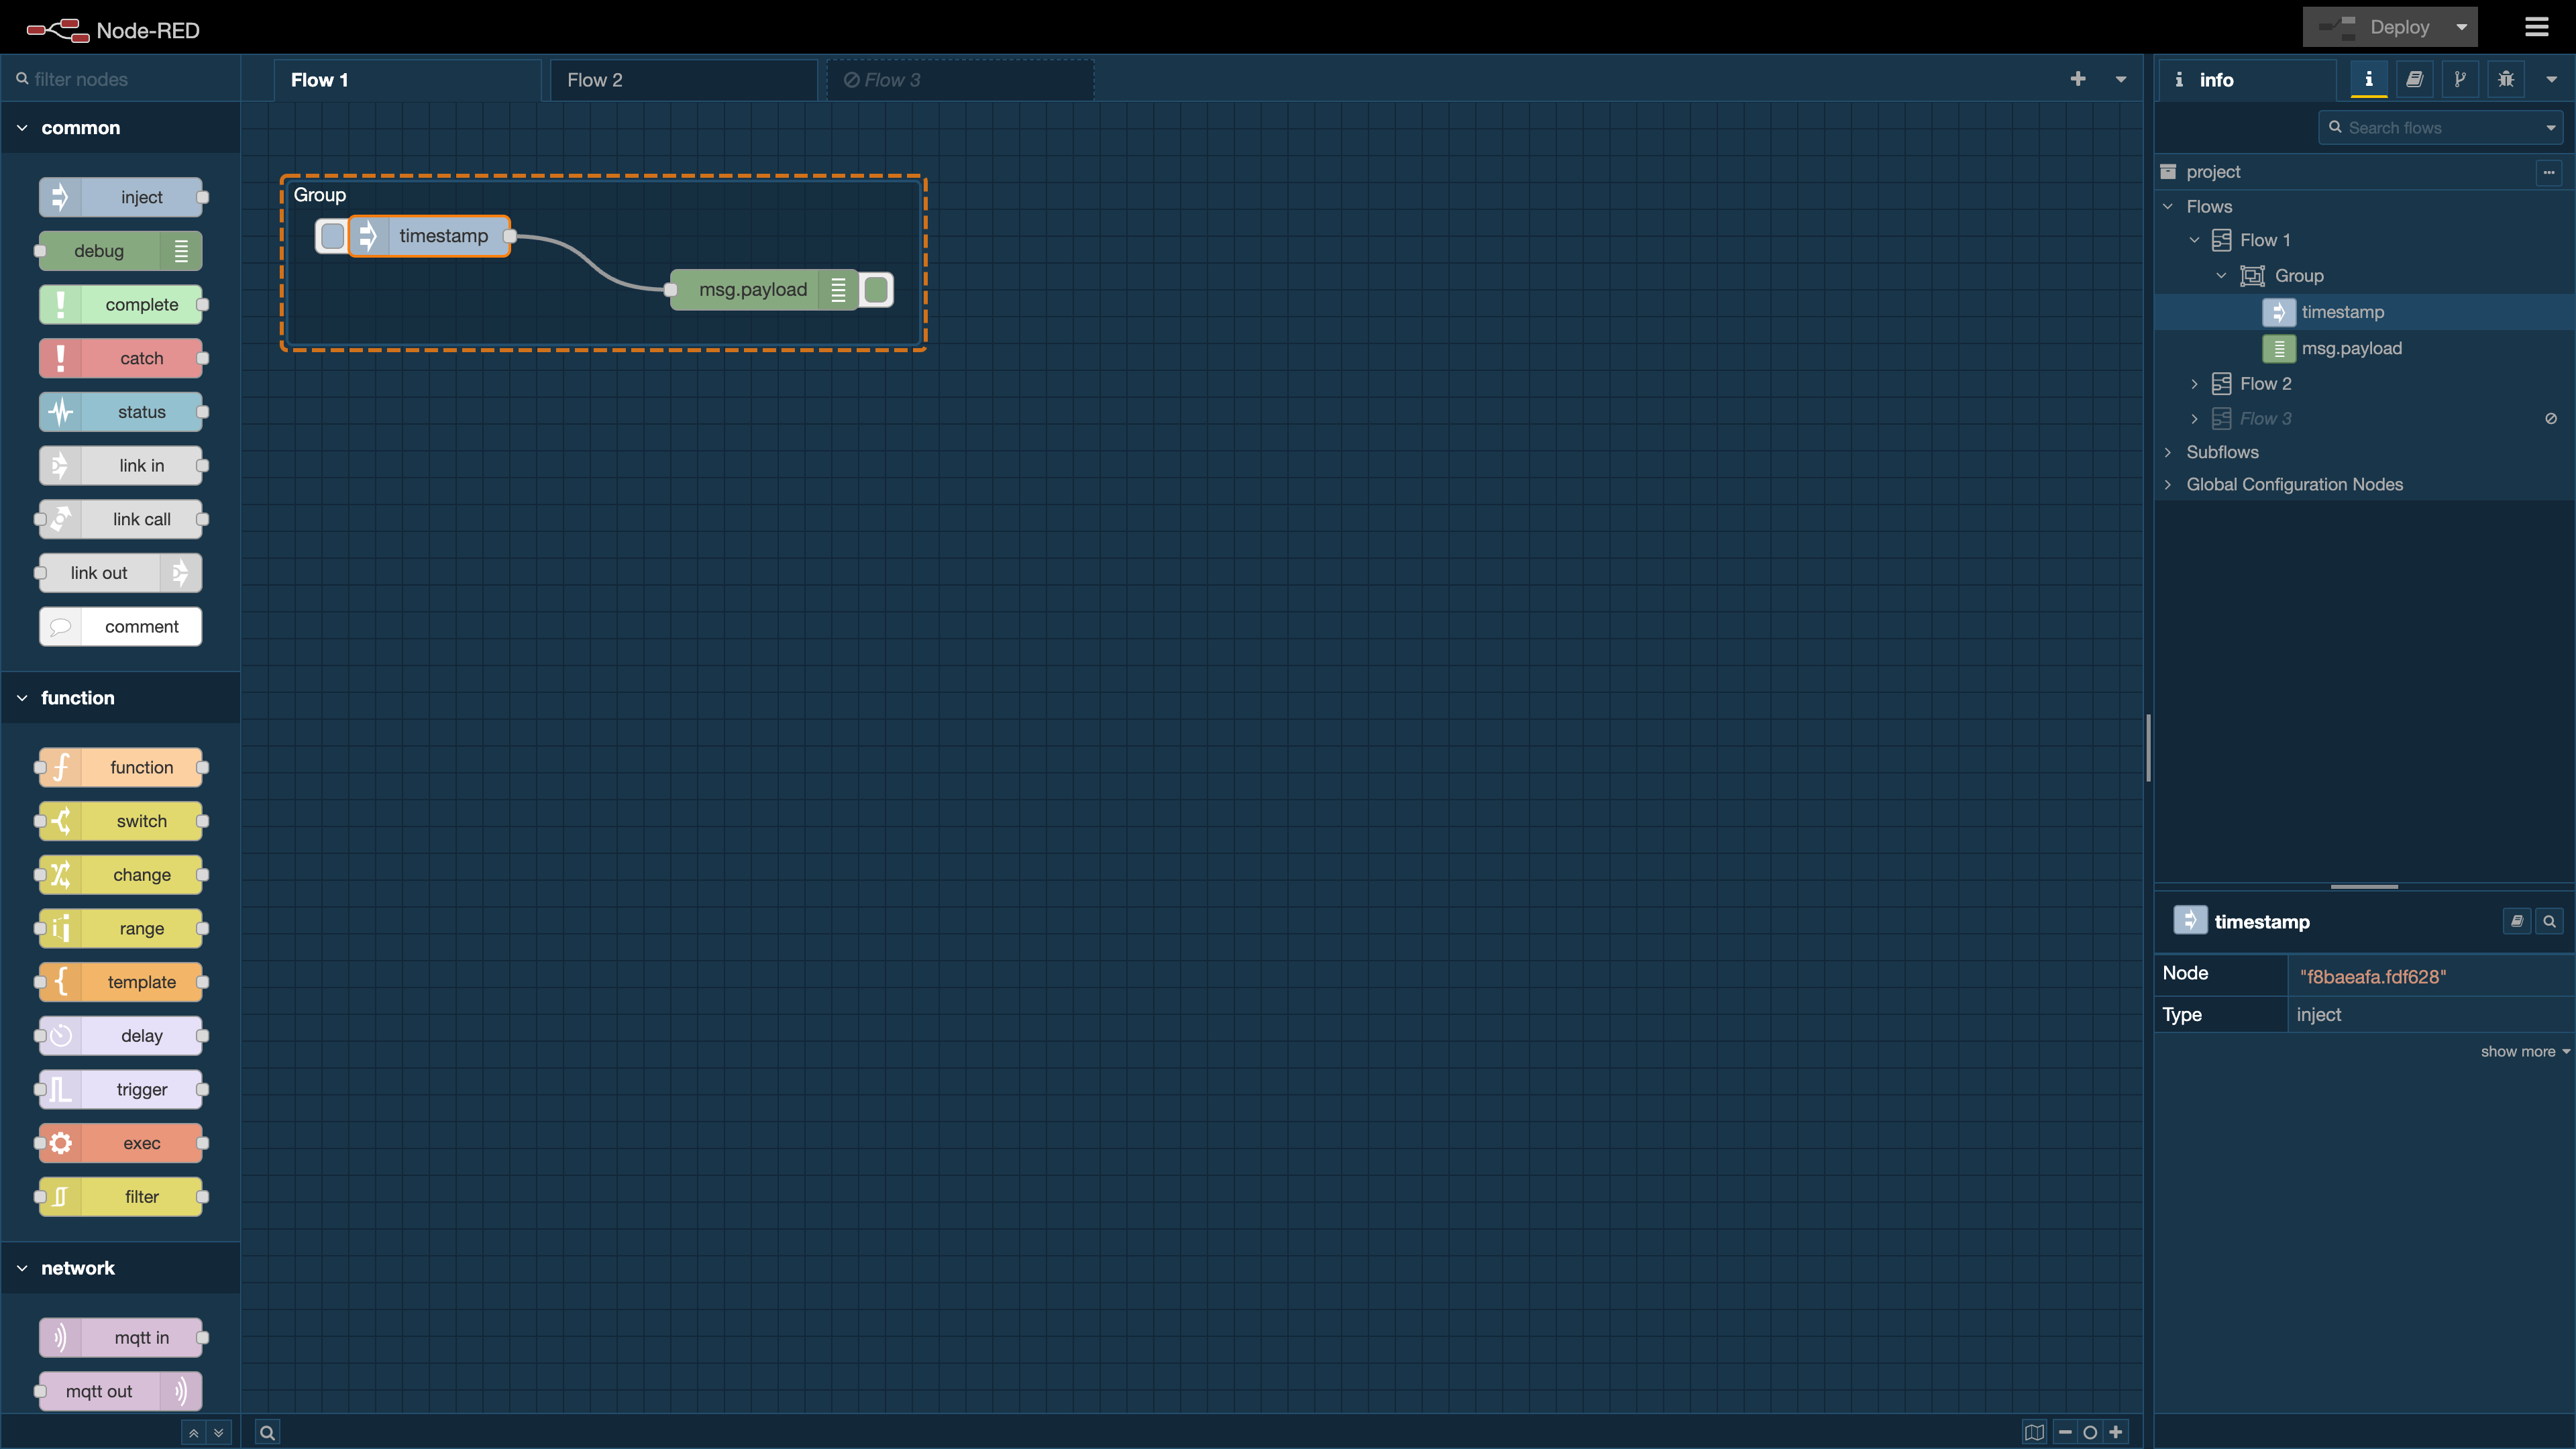 Node-RED
Deploy
filter nodes
Flow 1
Flow 2
Flow 3
info
Search flows
common
inject
debug
complete
catch
status
link in
link call
link out
comment
function
function
switch
change
range
template
delay
trigger
exec
filter
network
mqtt in
mqtt out
Group
timestamp
msg.payload
project
Flows
Flow 1
Group
timestamp
msg.payload
Flow 2
Flow 3
Subflows
Global Configuration Nodes
timestamp
Node "f8baeafa.fdf628"
Type inject
show more